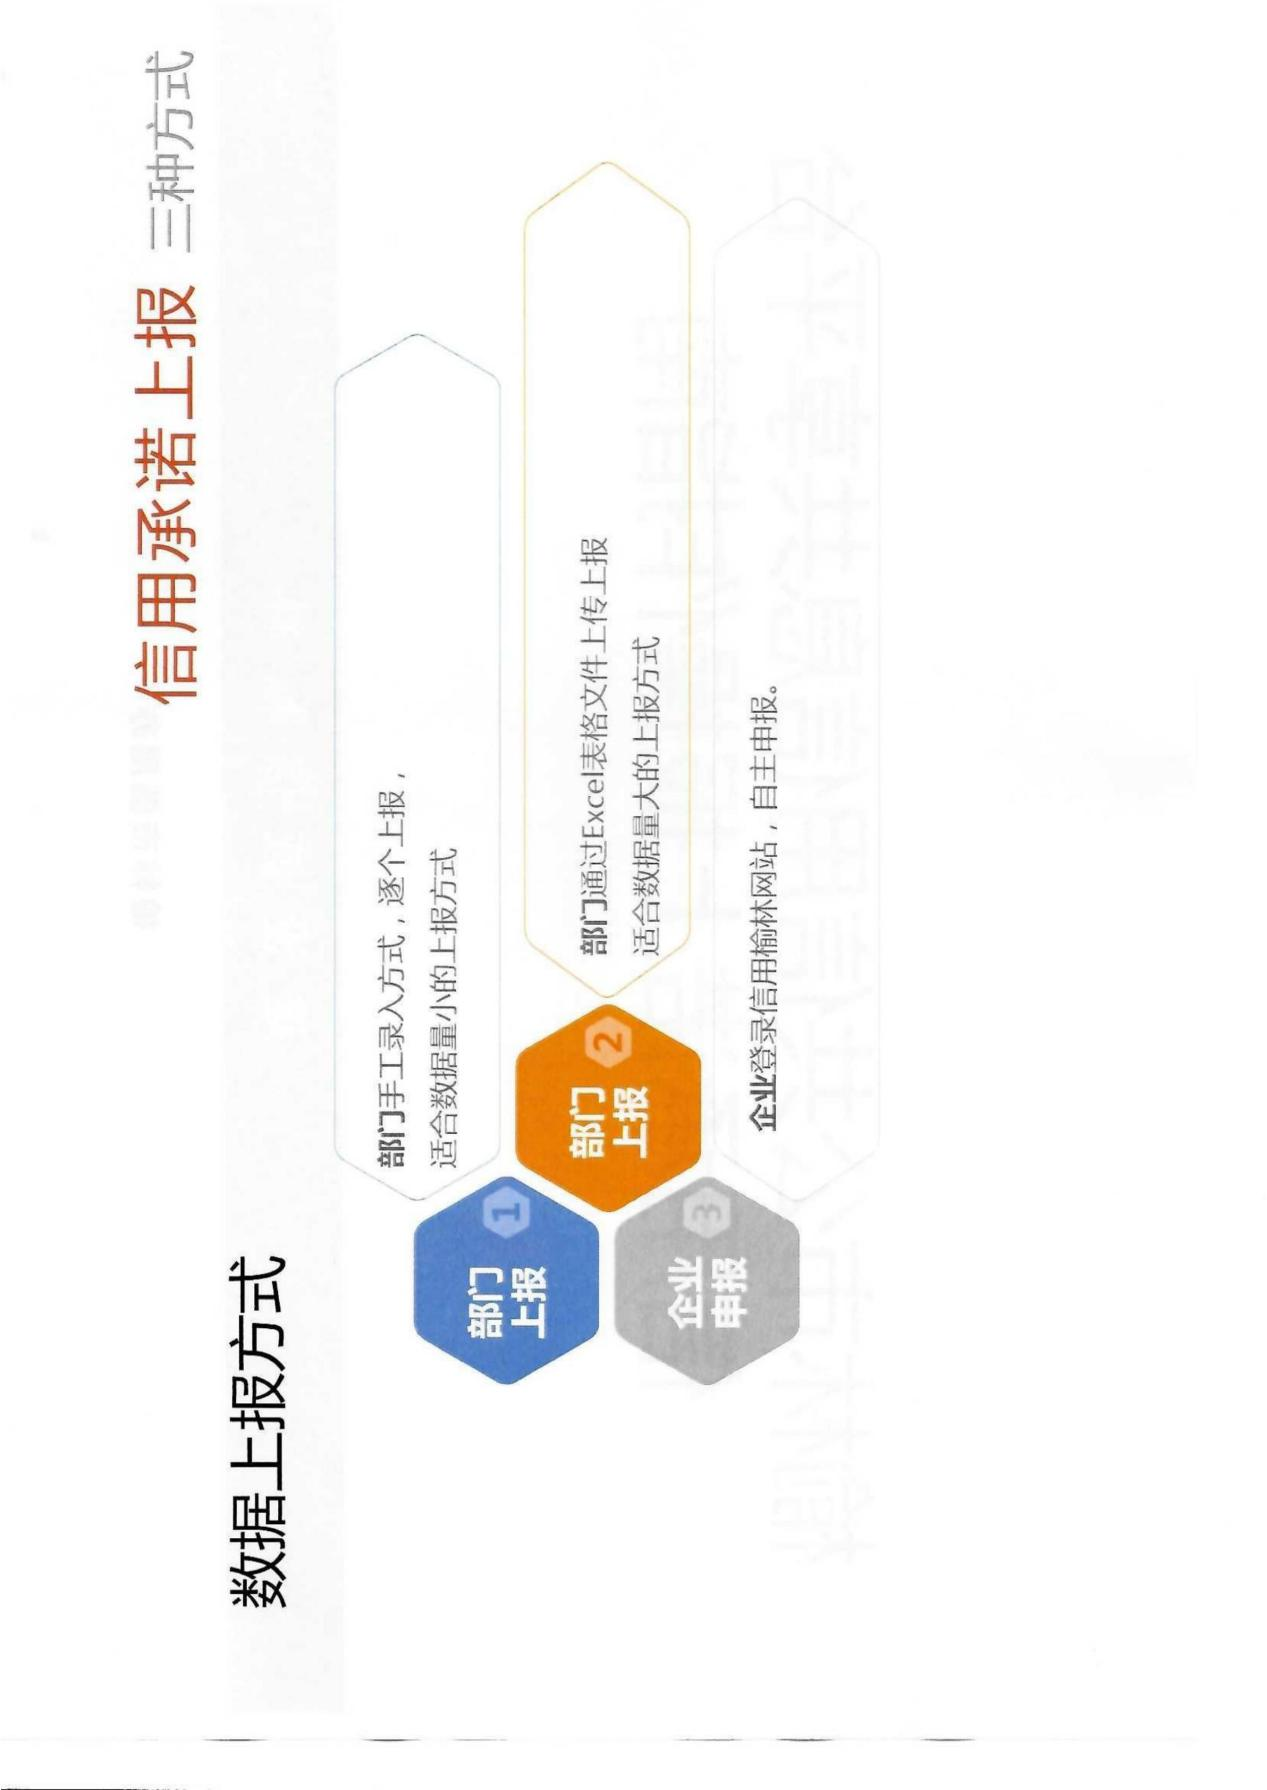 信用承诺上报 三种方式
数据上报方式
部门
上报
1
部门手工录入方式，逐个上报，
适合数据量小的上报方式
部门
上报
2
部门通过Excel表格文件上传上报
适合数据量大的上报方式
企业
申报
3
企业登录信用榆林网站，自主申报。